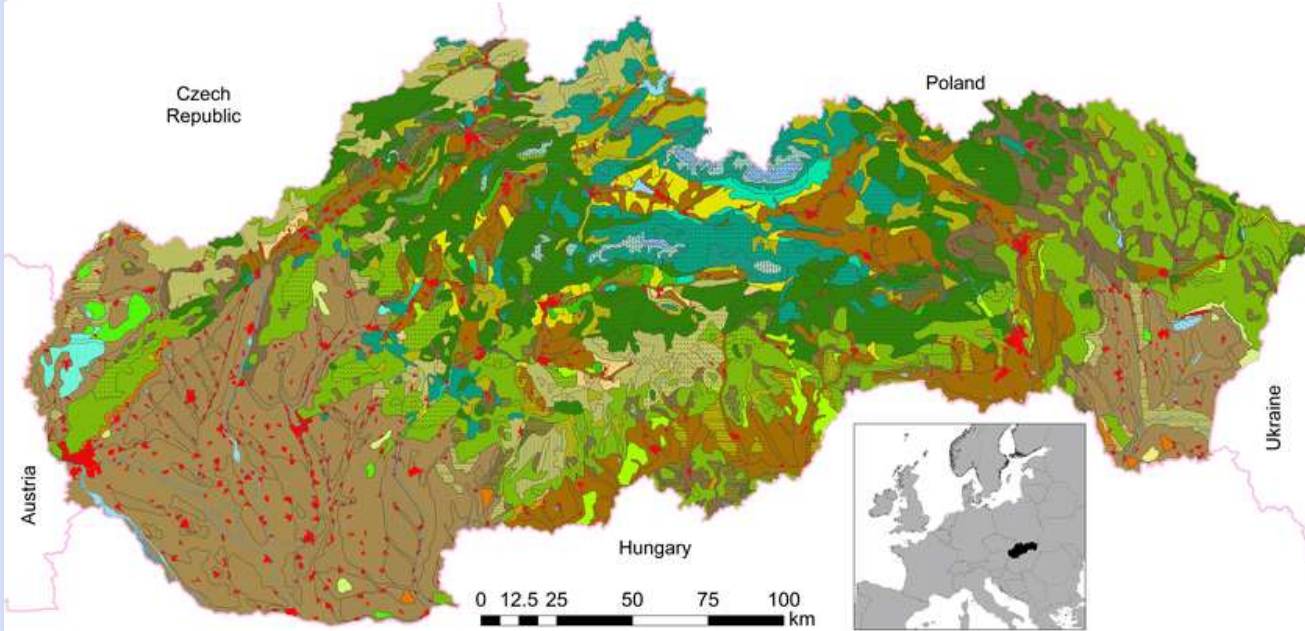 Czech
Republic
Poland
Austria
Ukraine
Hungary
0 12.5 25 50 75 100
km